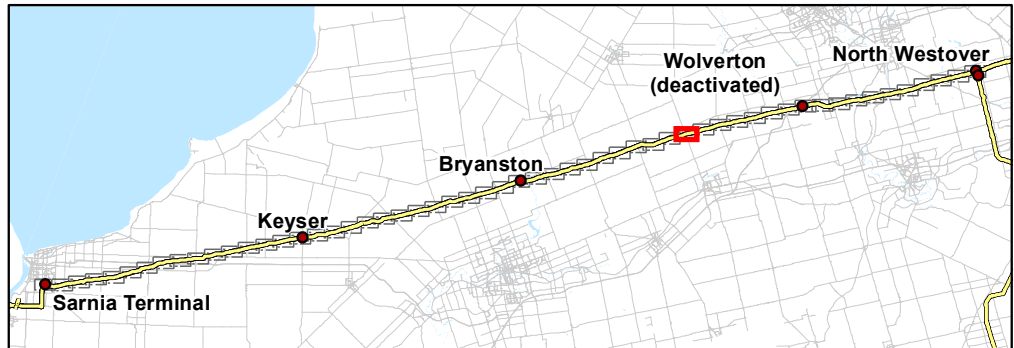 Wolverton
(deactivated)
North Westover
Bryanston
Keyser
Sarnia Terminal